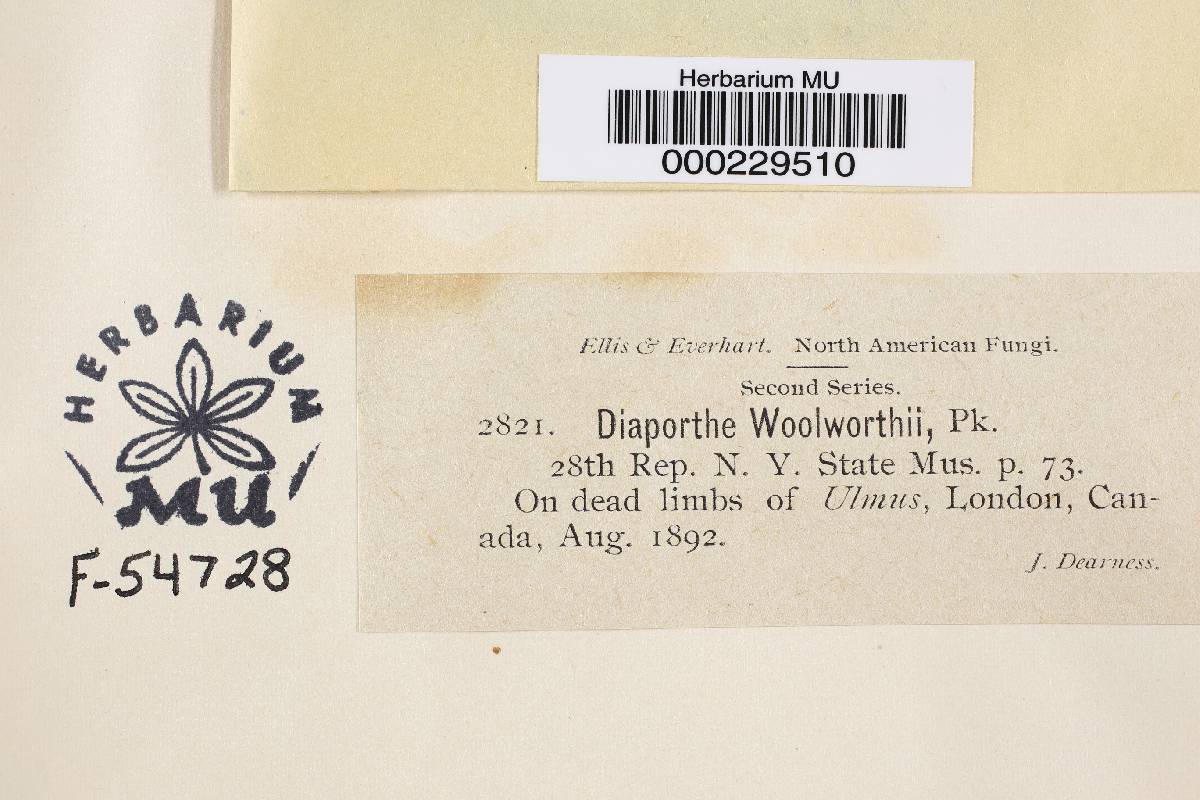 Herbarium MU
000229510
HERBARIUM
MU
F-54728
Ellis & Everhart. North American Fungi.
Second Series.
2821. Diaporthe Woolworthii, Pk.
28th Rep. N. Y. State Mus. p. 73.
On dead limbs of Ulmus, London, Can-
ada, Aug. 1892.
J. Dearness.